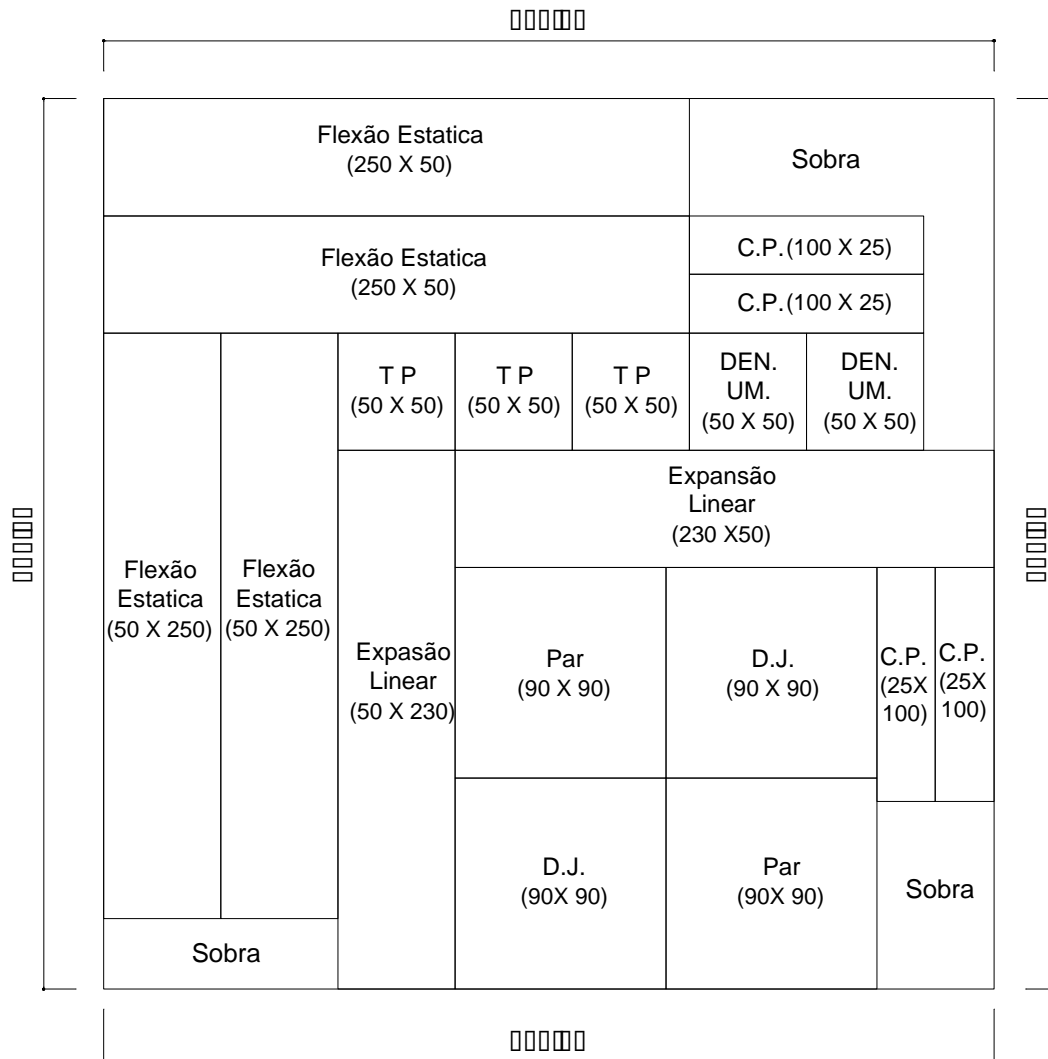 Flexão Estatica
(250 X 50)
Sobra
Flexão Estatica
(250 X 50)
C.P. (100 X 25)
C.P. (100 X 25)
T P
(50 X 50)
T P
(50 X 50)
T P
(50 X 50)
DEN.
UM.
(50 X 50)
DEN.
UM.
(50 X 50)
Expansão
Linear
(230 X50)
Flexão
Estatica
(50 X 250)
Flexão
Estatica
(50 X 250)
Expasão
Linear
(50 X 230)
Par
(90 X 90)
D.J.
(90 X 90)
C.P.
(25X
100)
C.P.
(25X
100)
D.J.
(90X 90)
Par
(90X 90)
Sobra
Sobra